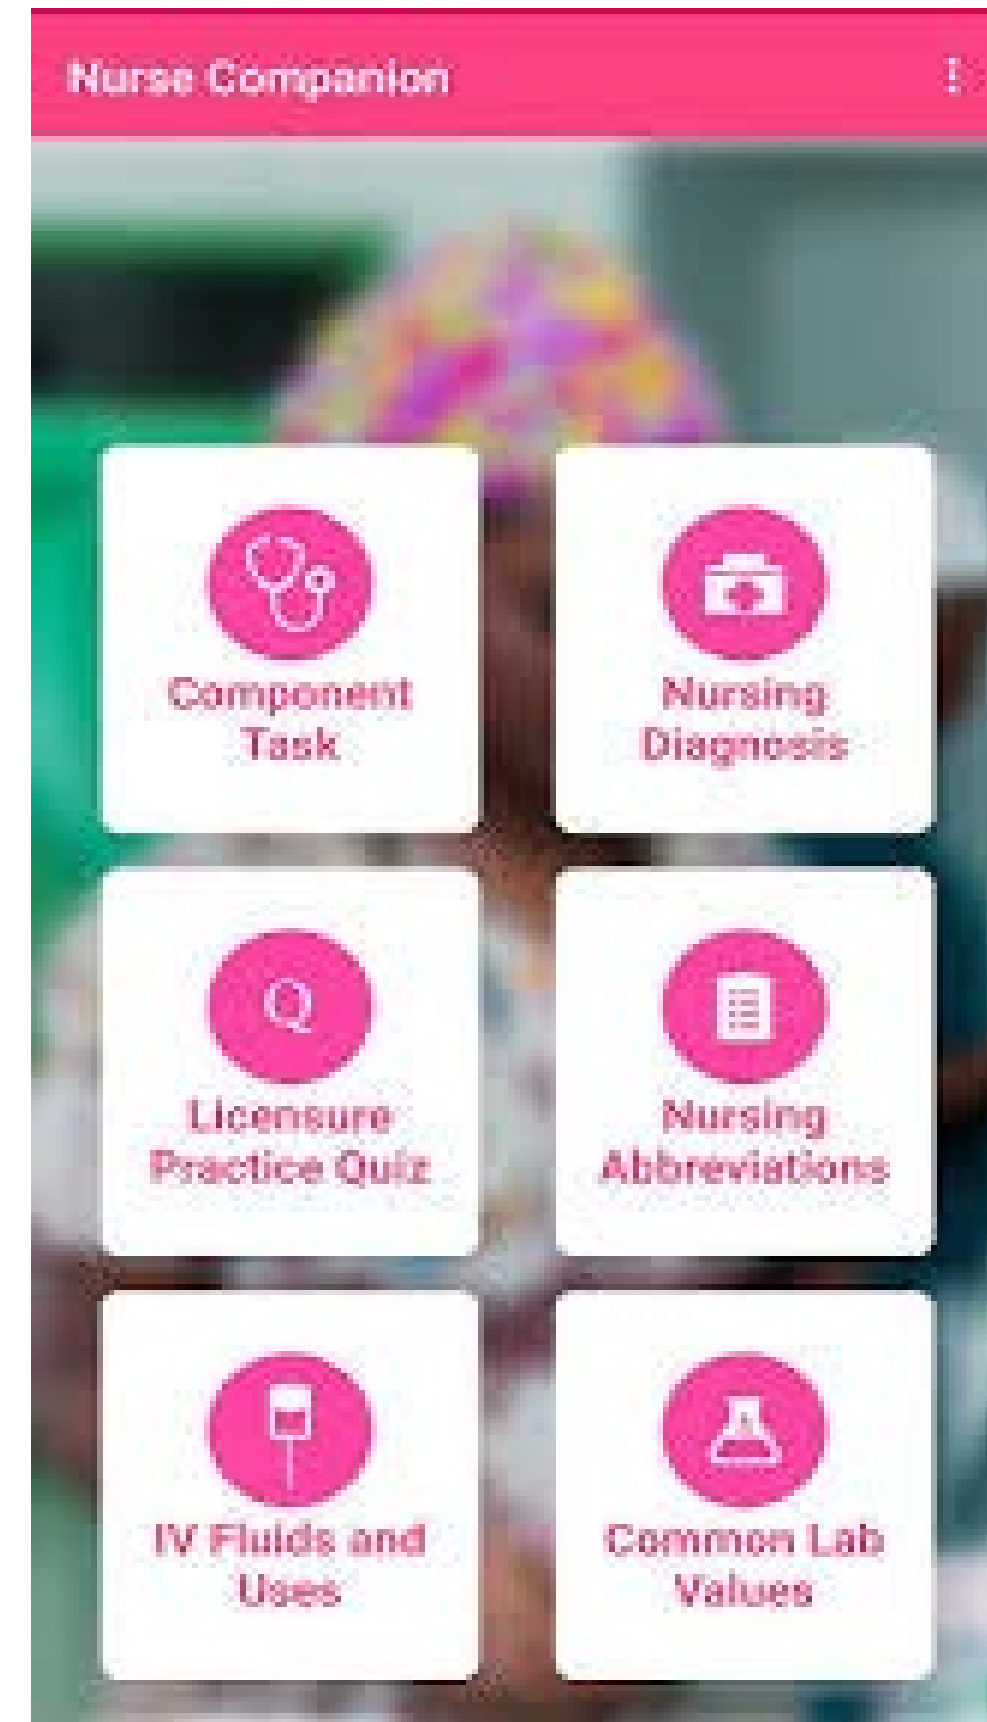 Nurse Companion
Component
Task
Nursing
Diagnosis
Q
Licensure
Practice Quiz
Nursing
Abbreviations
IV Fluids and
Uses
Common Lab
Values